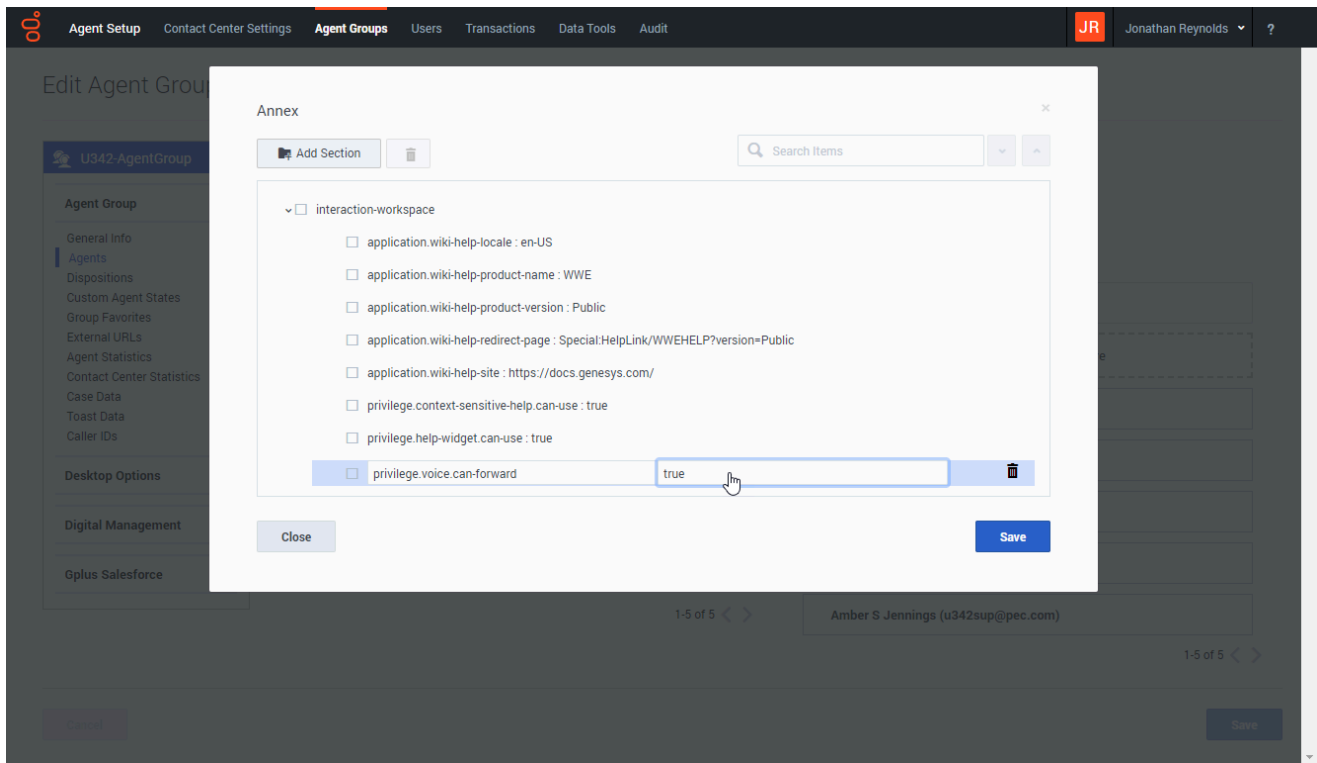 Agent Setup Contact Center Settings Agent Groups Users Transactions Data Tools Audit JR Jonathan Reynolds ?
Edit Agent Grou
Annex
Add Section Search Items
U342-AgentGroup
Agent Group
General Info
Agents
Dispositions
Custom Agent States
Group Favorites
External URLs
Agent Statistics
Contact Center Statistics
Case Data
Toast Data
Caller IDs
Desktop Options
Digital Management
Gplus Salesforce
interaction-workspace
application.wiki-help-locale : en-US
application.wiki-help-product-name : WWE
application.wiki-help-product-version : Public
application.wiki-help-redirect-page : Special:HelpLink/WWEHELP?version=Public
application.wiki-help-site : https://docs.genesys.com/
privilege.context-sensitive-help.can-use : true
privilege.help-widget.can-use : true
privilege.voice.can-forward true
Close Save
1-5 of 5 Amber S Jennings (u342sup@pec.com)
1-5 of 5
Cancel Save